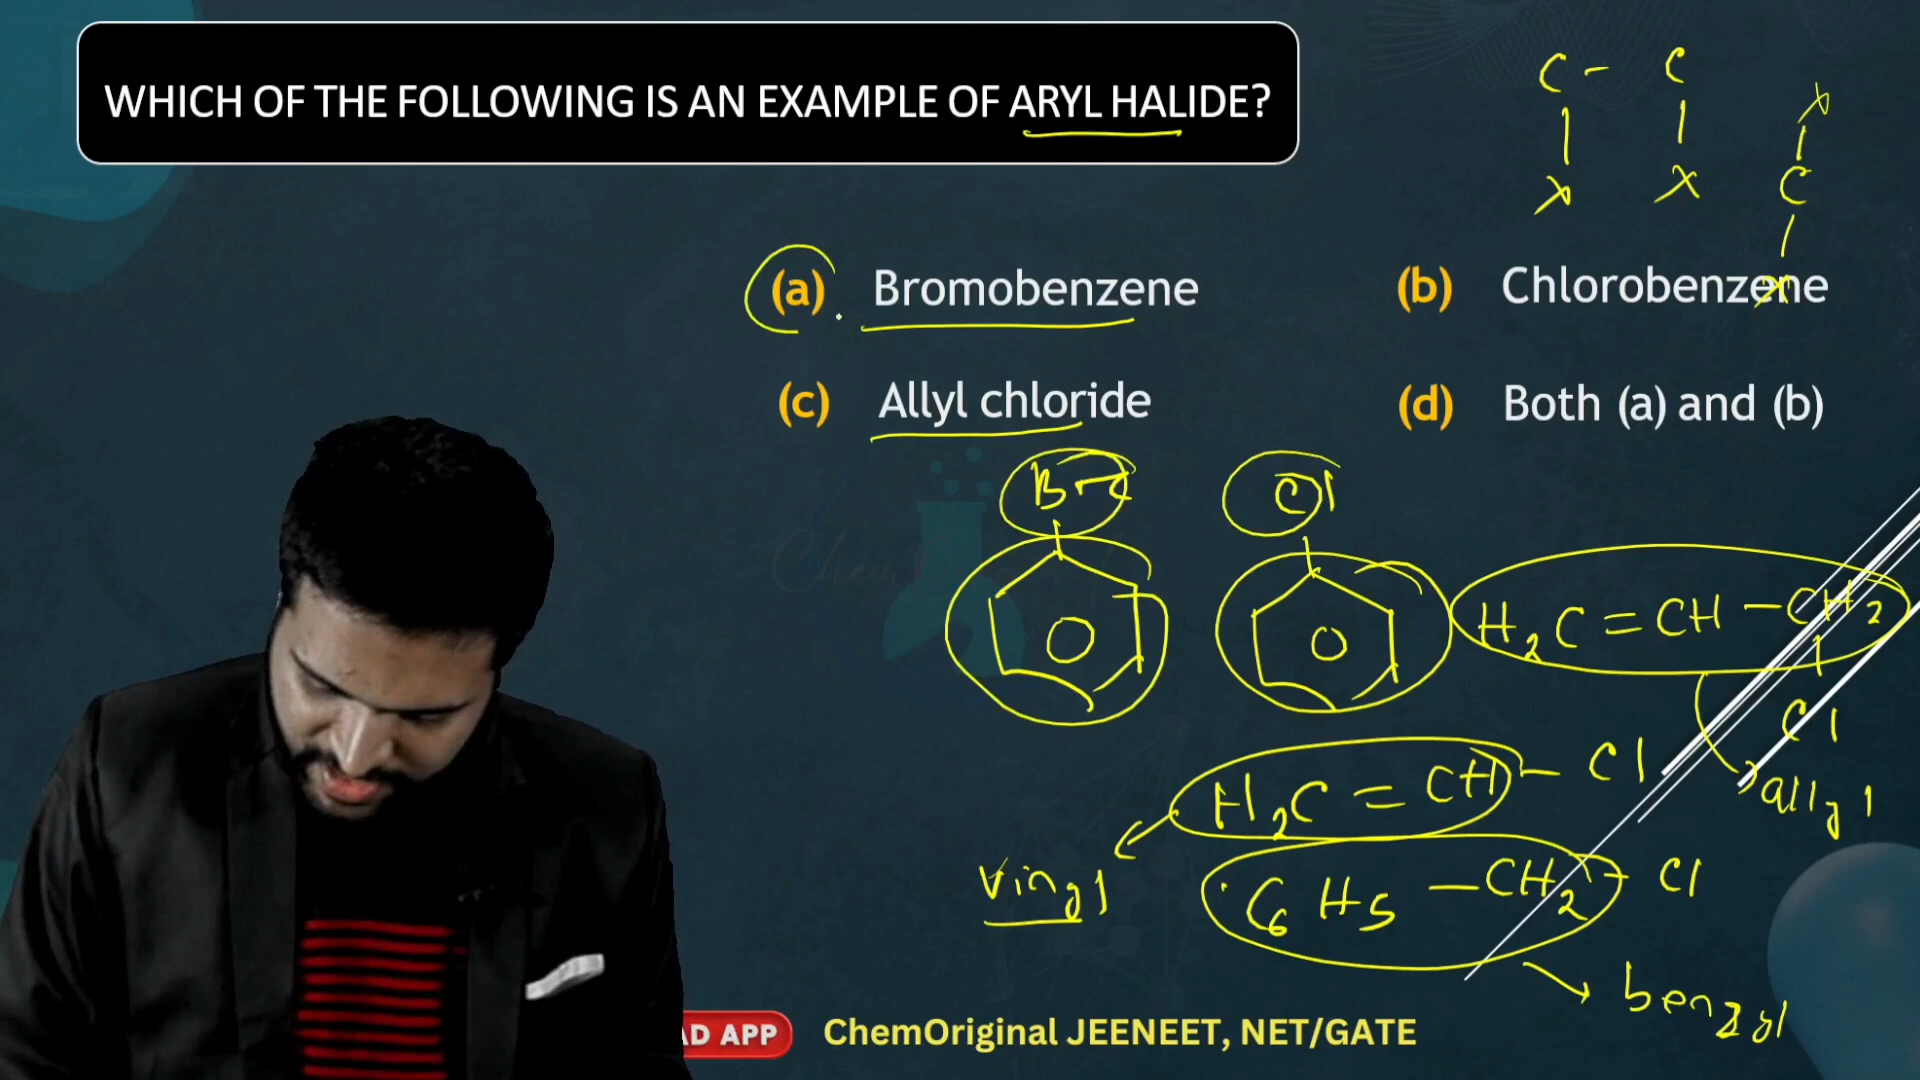 WHICH OF THE FOLLOWING IS AN EXAMPLE OF ARYL HALIDE?
C - C
X X
X
C
X
(a) Bromobenzene
(b) Chlorobenzene
(c) Allyl chloride
(d) Both (a) and (b)
Br
Cl
H₂C = CH - CH₂
Cl
allyl
H₂C = CH - Cl
vinyl
C₆H₅ - CH₂ - Cl
benzyl
AD APP
ChemOriginal JEENEET, NET/GATE